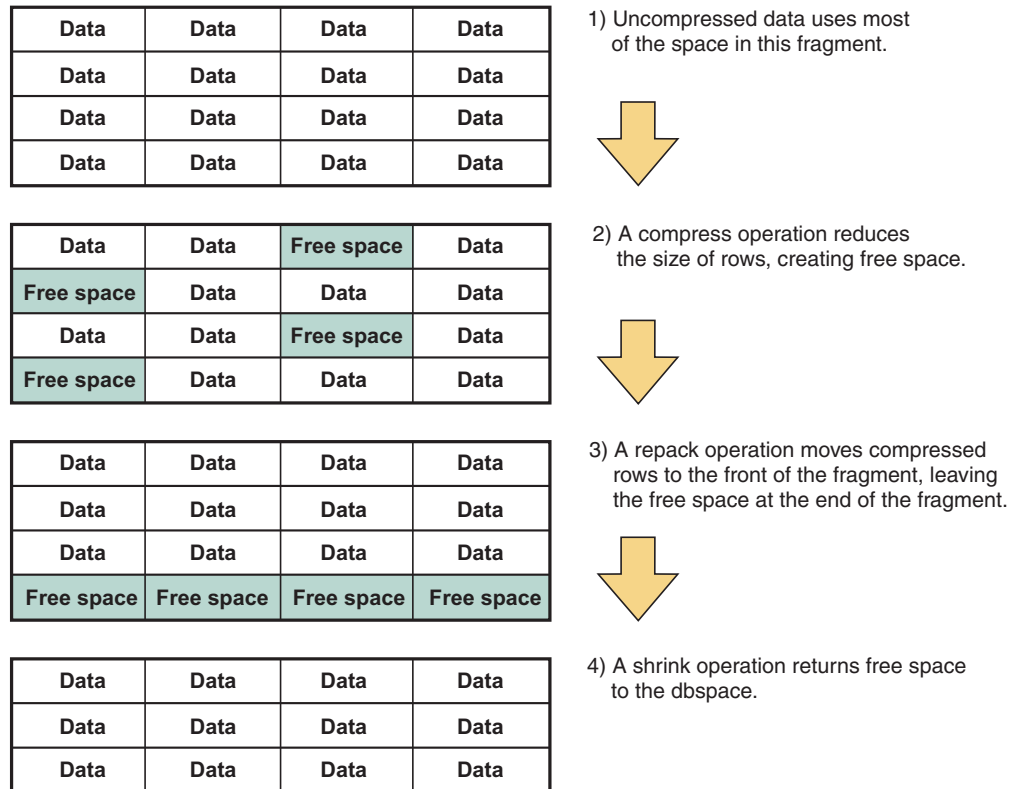 Data Data Data Data
Data Data Data Data
Data Data Data Data
Data Data Data Data
1) Uncompressed data uses most
of the space in this fragment.
Data Data Free space Data
Free space Data Data Data
Data Data Free space Data
Free space Data Data Data
2) A compress operation reduces
the size of rows, creating free space.
Data Data Data Data
Data Data Data Data
Data Data Data Data
Free space Free space Free space Free space
3) A repack operation moves compressed
rows to the front of the fragment, leaving
the free space at the end of the fragment.
Data Data Data Data
Data Data Data Data
Data Data Data Data
4) A shrink operation returns free space
to the dbspace.